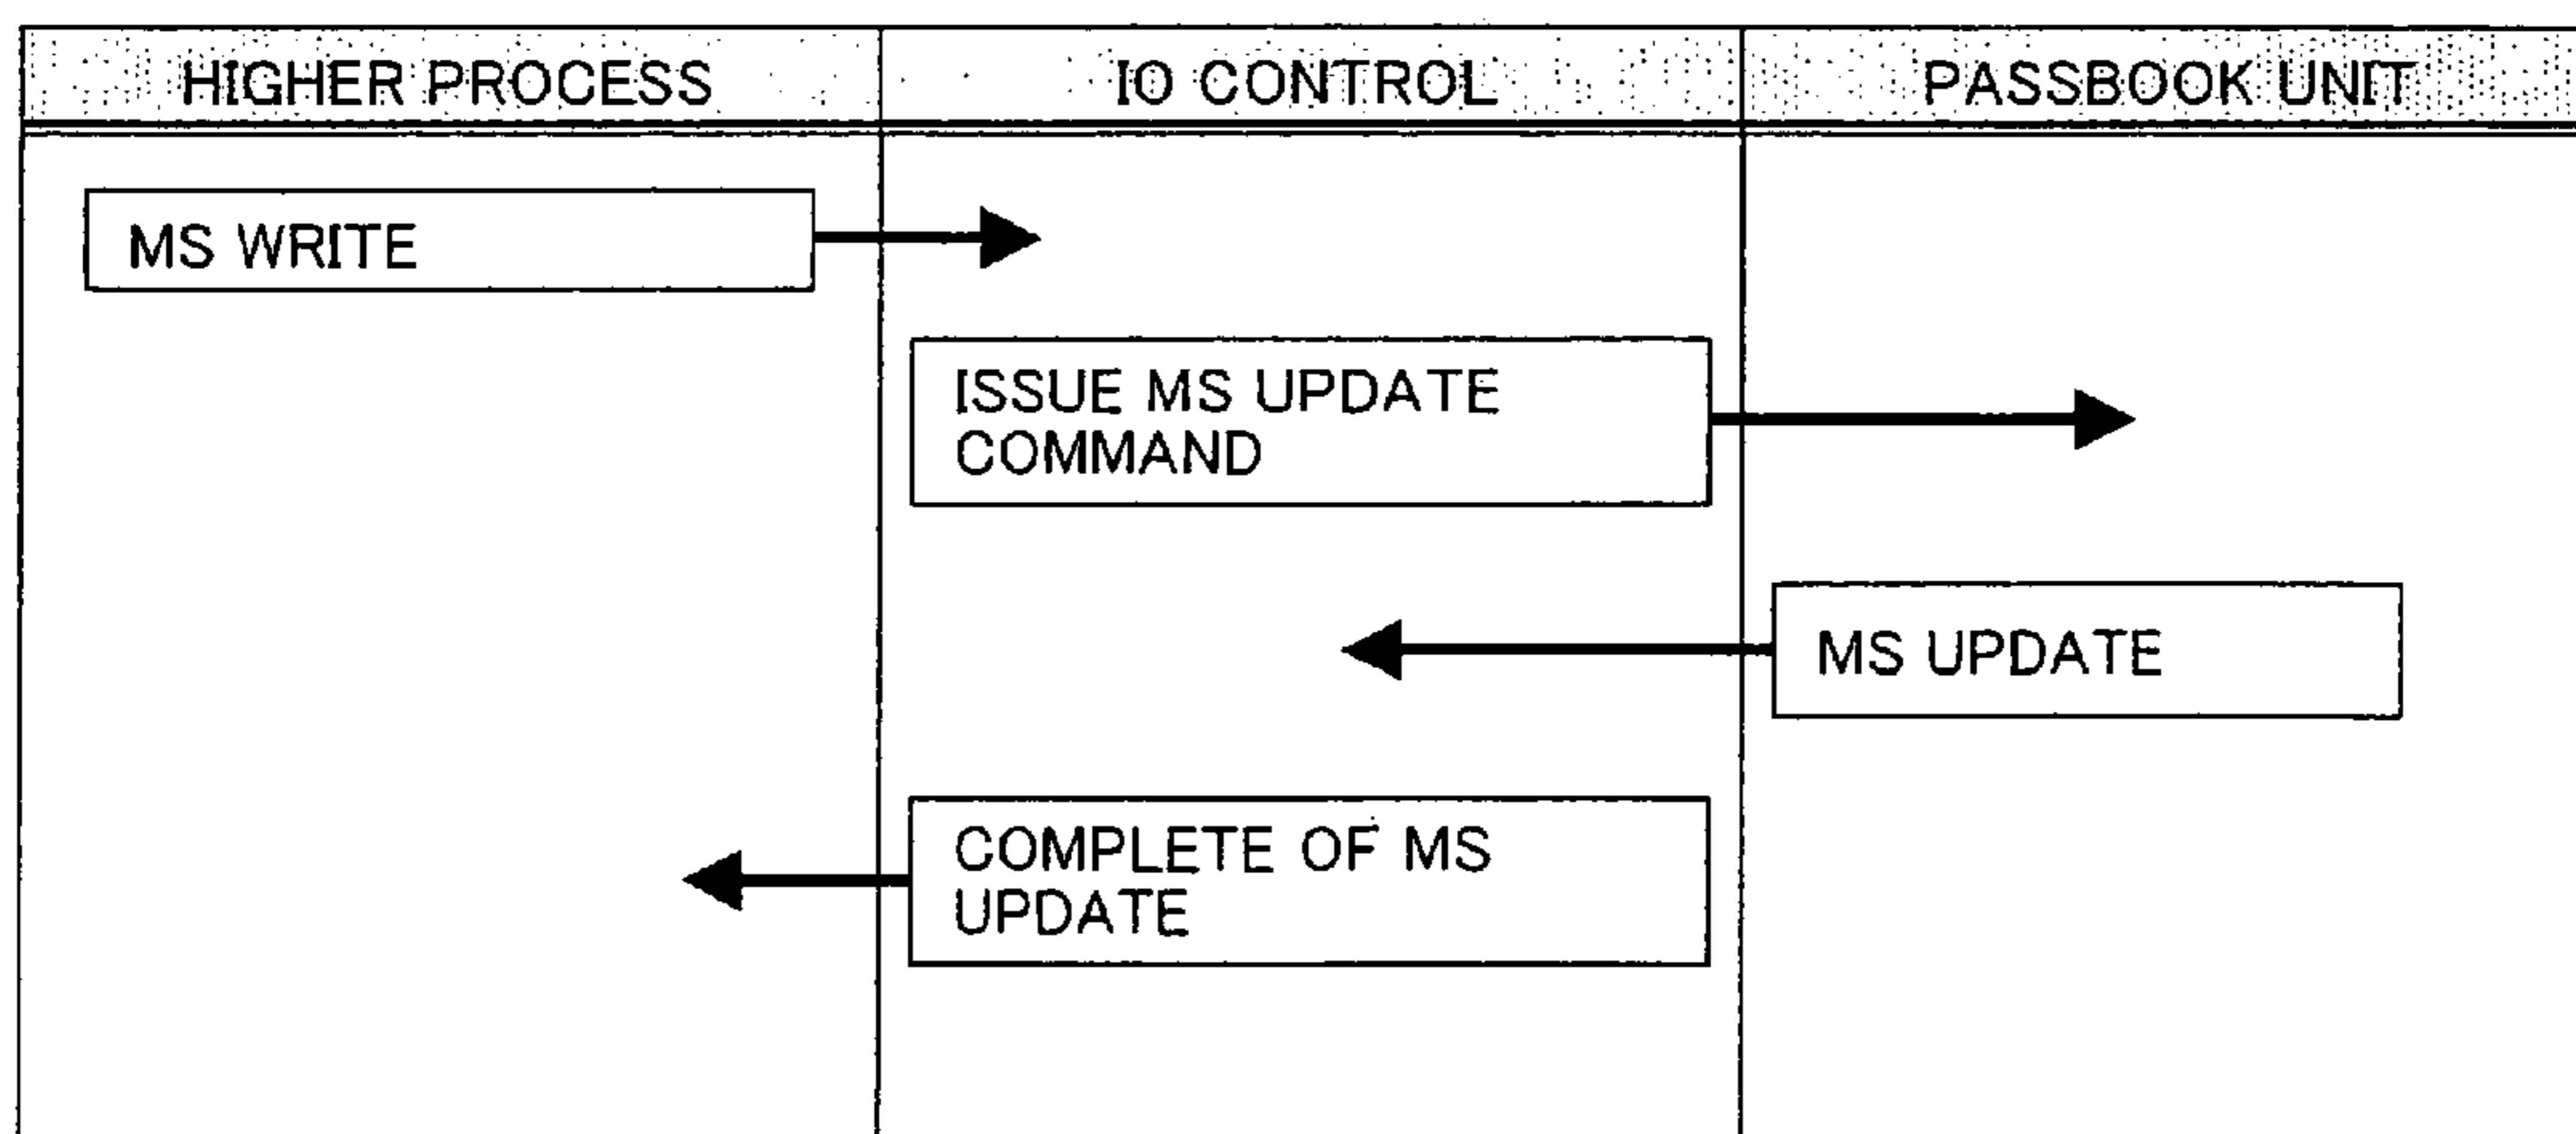 HIGHER PROCESS
IO CONTROL
PASSBOOK UNIT
MS WRITE
ISSUE MS UPDATE
COMMAND
MS UPDATE
COMPLETE OF MS
UPDATE